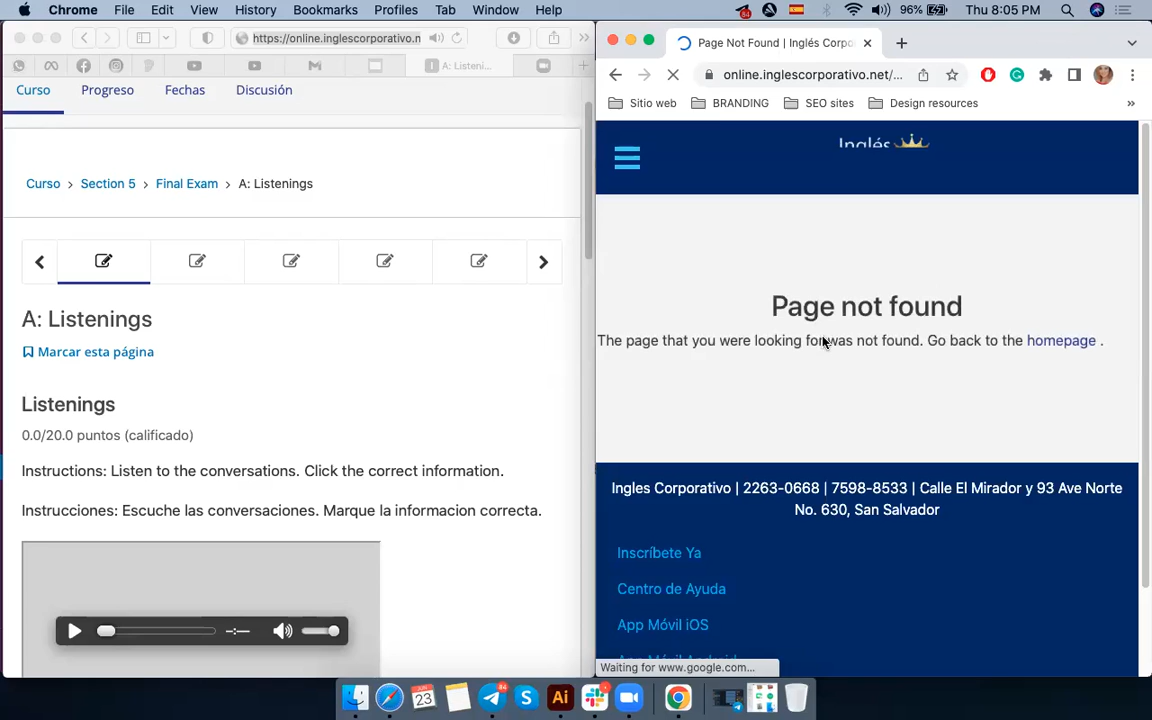 Chrome File Edit View History Bookmarks Profiles Tab Window Help
84
96% Thu 8:05 PM
https://online.inglescorporativo.n
A: Listeni...
Curso Progreso Fechas Discusión
Curso > Section 5 > Final Exam > A: Listenings
A: Listenings
Marcar esta página
Listenings
0.0/20.0 puntos (calificado)
Instructions: Listen to the conversations. Click the correct information.
Instrucciones: Escuche las conversaciones. Marque la informacion correcta.
-:--
Page Not Found | Inglés Corpo
online.inglescorporativo.net/...
Sitio web BRANDING SEO sites Design resources »
Inglés
Page not found
The page that you were looking for was not found. Go back to the homepage .
Ingles Corporativo | 2263-0668 | 7598-8533 | Calle El Mirador y 93 Ave Norte
No. 630, San Salvador
Inscríbete Ya
Centro de Ayuda
App Móvil iOS
Waiting for www.google.com...
23
84